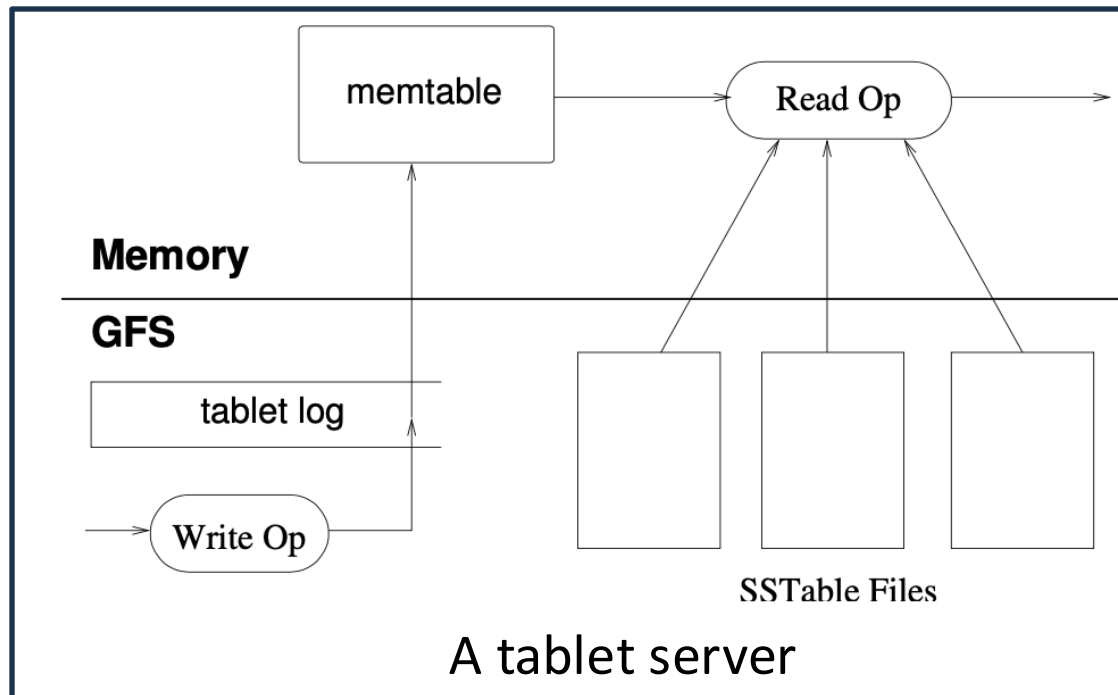 memtable
Read Op
Memory
GFS
tablet log
Write Op
SSTable Files
A tablet server